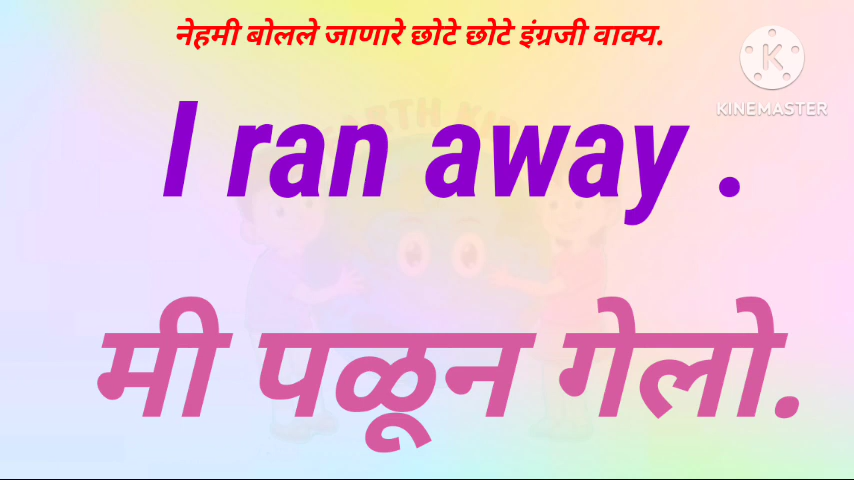 नेहमी बोलले जाणारे छोटे छोटे इंग्रजी वाक्य.
KINEMASTER
I ran away .
मी पळून गेलो.